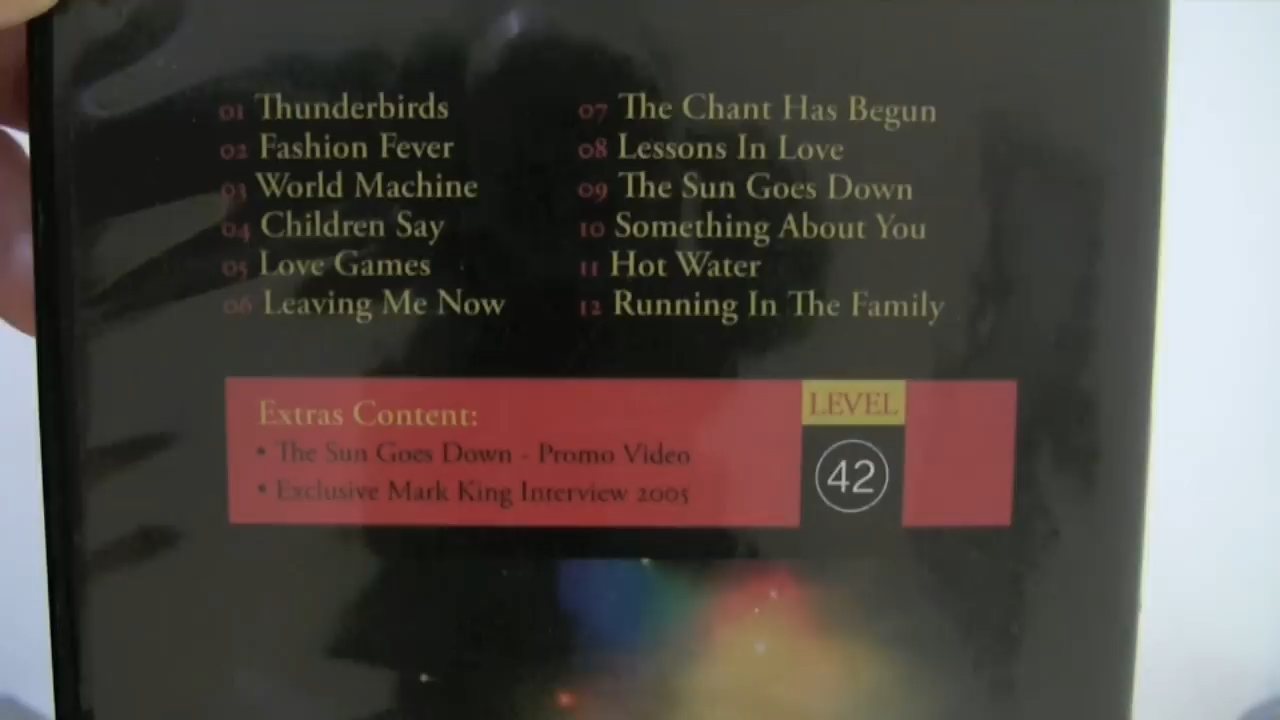 01 Thunderbirds
02 Fashion Fever
03 World Machine
04 Children Say
05 Love Games
06 Leaving Me Now
07 The Chant Has Begun
08 Lessons In Love
09 The Sun Goes Down
10 Something About You
11 Hot Water
12 Running In The Family
Extras Content:
• The Sun Goes Down - Promo Video
• Exclusive Mark King Interview 2005
LEVEL
42